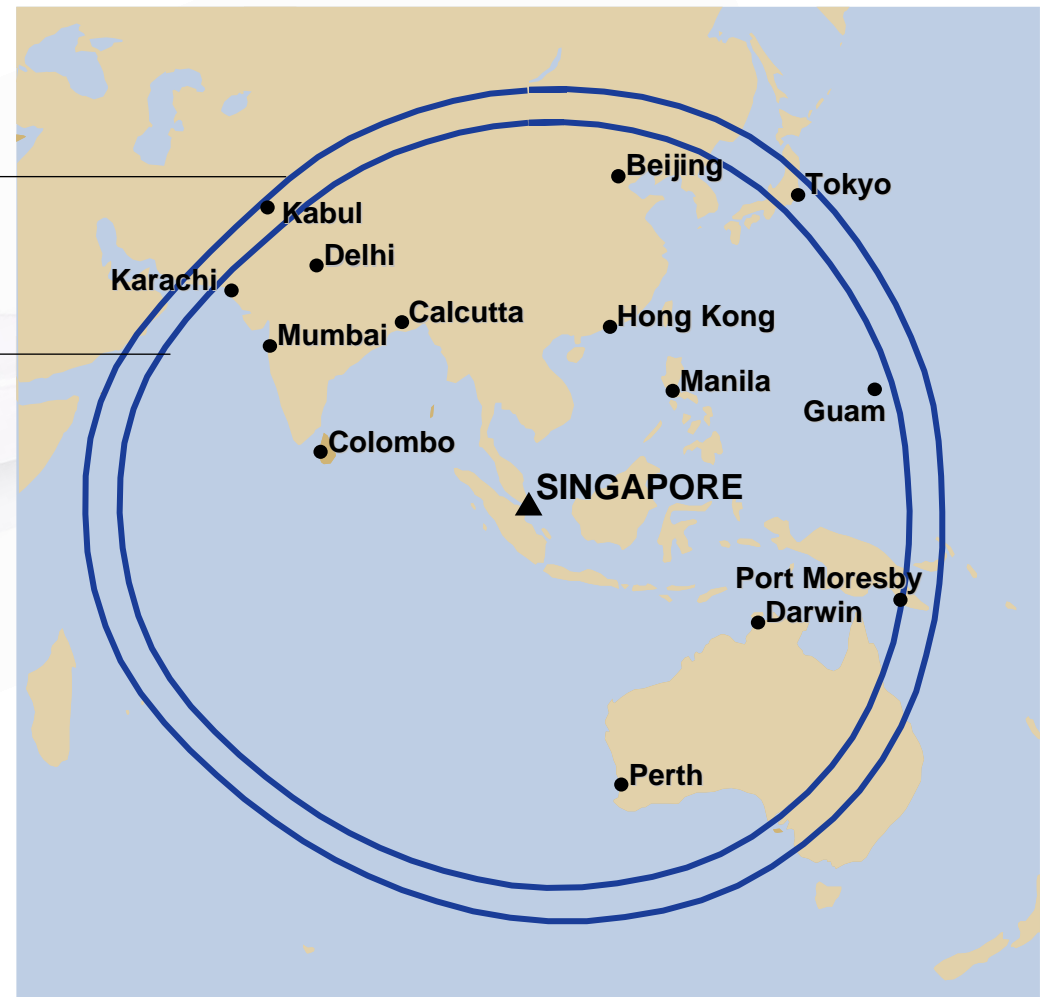 Beijing
Tokyo
Kabul
Delhi
Karachi
Calcutta
Hong Kong
Mumbai
Manila
Guam
Colombo
SINGAPORE
Port Moresby
Darwin
Perth